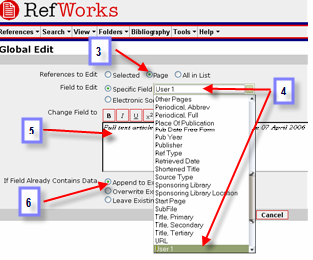 RefWorks
References Search View Folders Bibliography Tools Help
Global Edit
3
References to Edit Selected Page All in List
Field to Edit Specific Field User 1
4
Electronic Sou
Other Pages
Periodical, Abbrev
Periodical, Full
Place Of Publication
Pub Date Free Form
Pub Year
Publisher
Ref Type
Retrieved Date
Shortened Title
Source Type
Sponsoring Library
Sponsoring Library Location
Start Page
SubFile
Title, Primary
Title, Secondary
Title, Tertiary
URL
User 1
Change Field to B I U x²
5
Full text article 07 April 2006
If Field Already Contains Data Append to Ex
Overwrite Ex
Leave Existin
6
Cancel